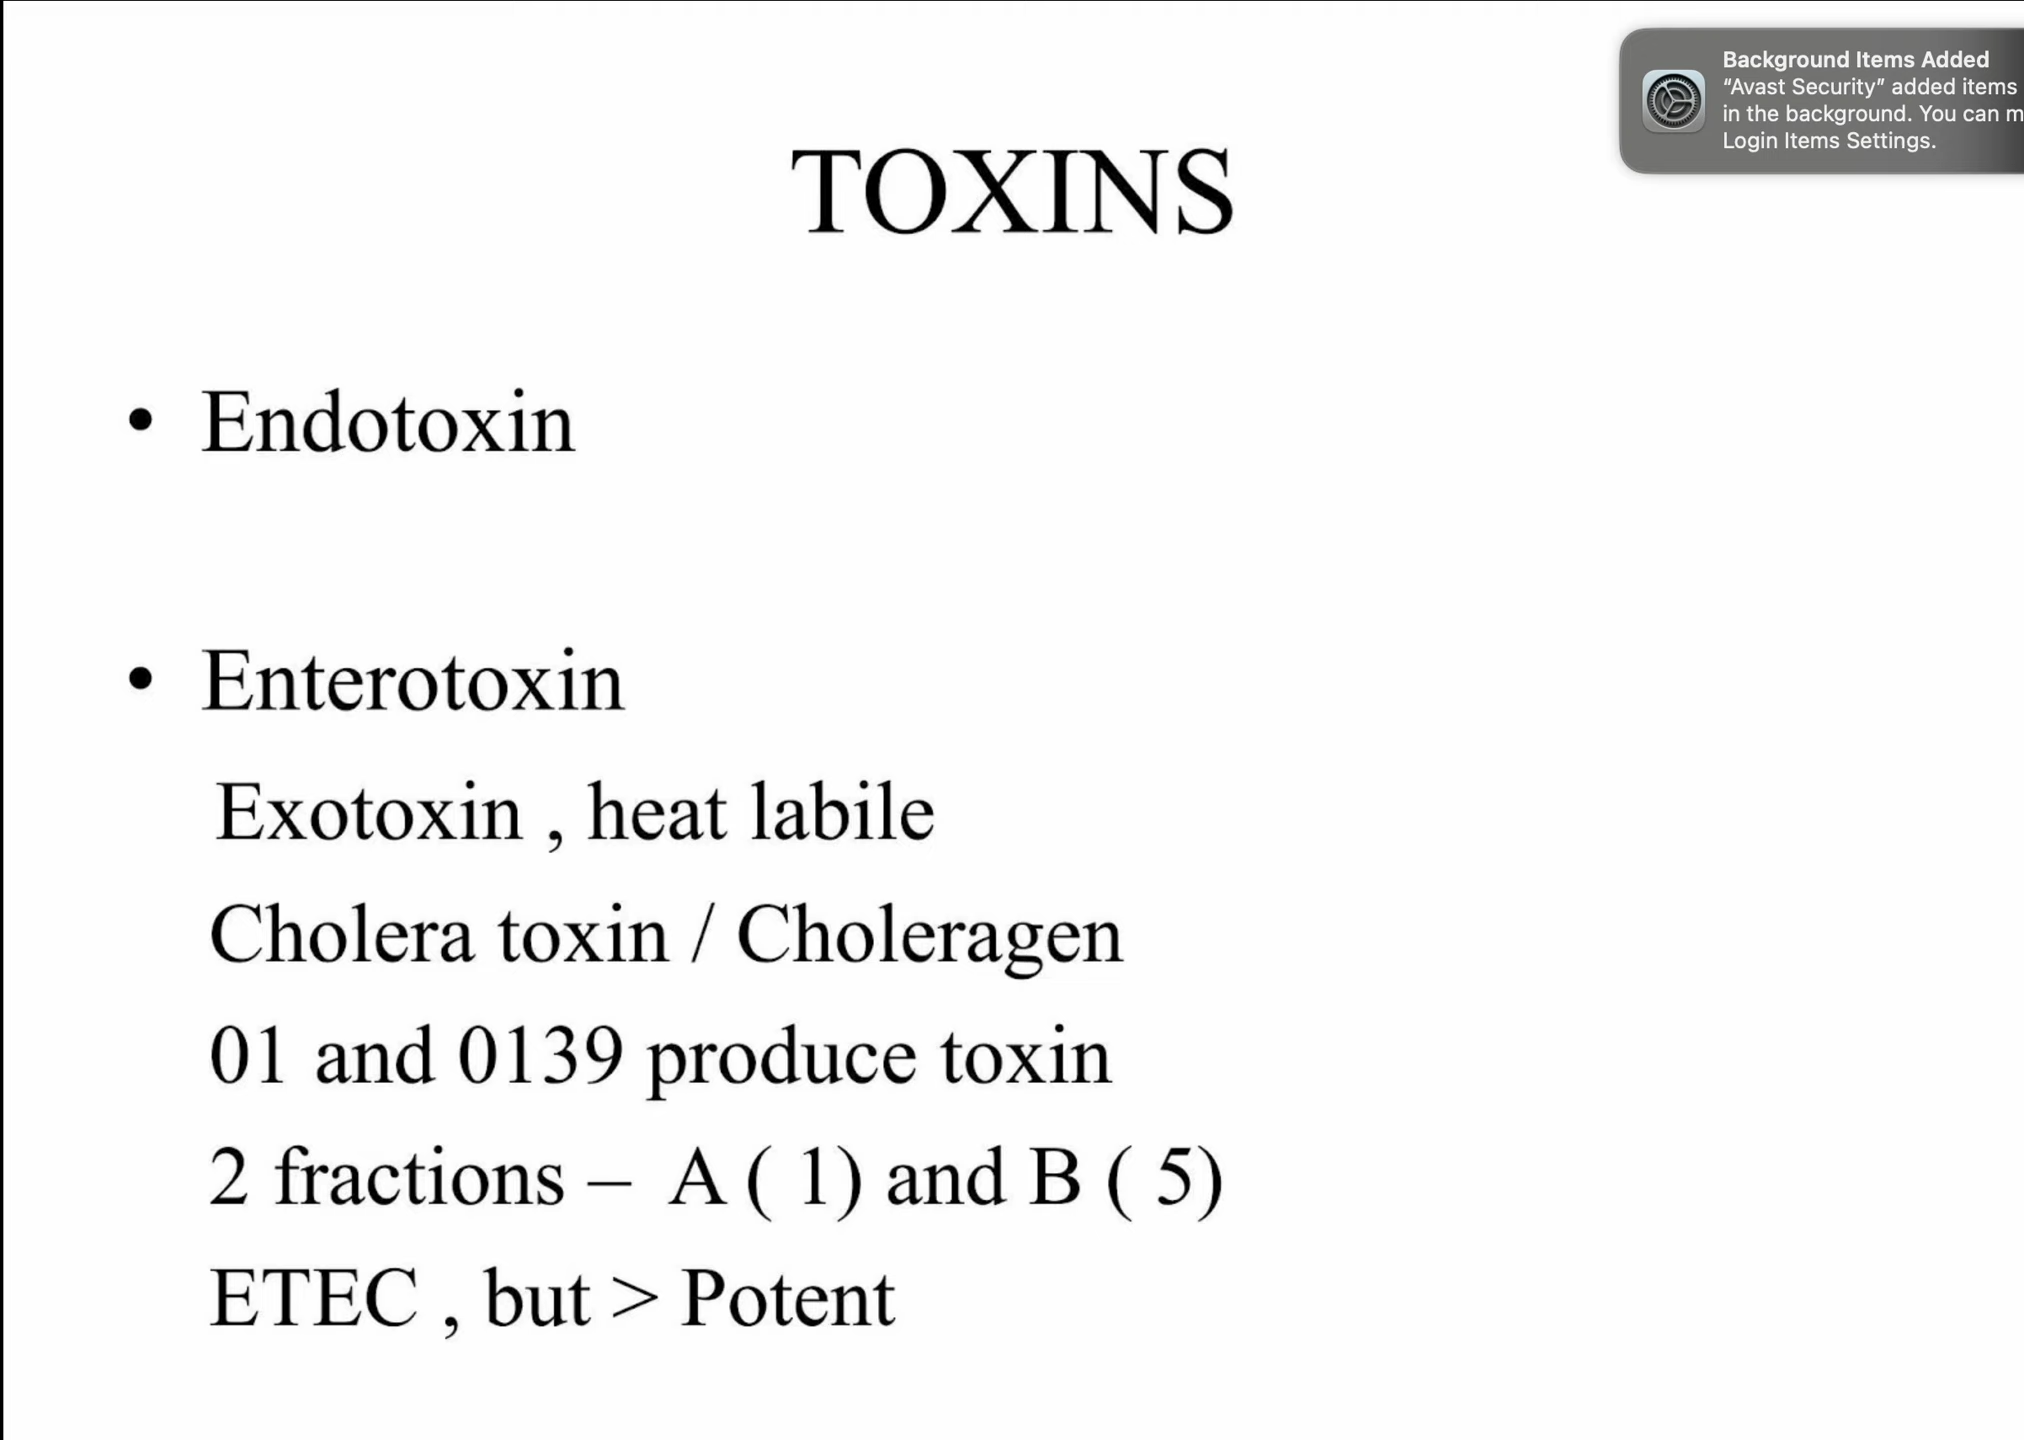 Background Items Added
“Avast Security” added items
in the background. You can
Login Items Settings.
TOXINS
• Endotoxin
• Enterotoxin
Exotoxin , heat labile
Cholera toxin / Choleragen
01 and 0139 produce toxin
2 fractions – A ( 1) and B ( 5)
ETEC , but > Potent